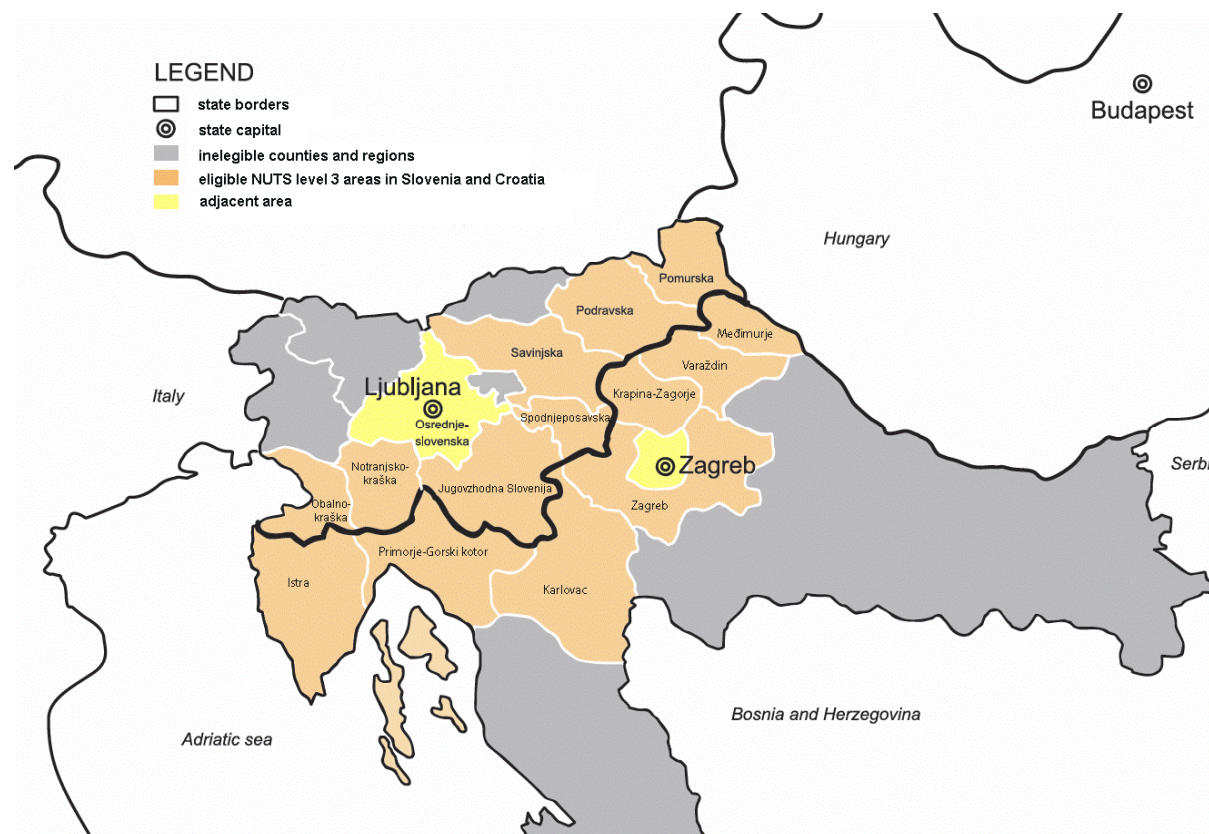 LEGEND
state borders
state capital
inelegible counties and regions
eligible NUTS level 3 areas in Slovenia and Croatia
adjacent area
Budapest
Hungary
Pomurska
Podravska
Međimurje
Savinjska
Varaždin
Italy
Ljubljana
Krapina-Zagorje
Osrednje-
slovenska
Spodnjeposavska
Notranjsko-
kraška
Zagreb
Serbi
Jugovzhodna Slovenija
Obalno-
kraška
Zagreb
Primorje-Gorski kotor
Istra
Karlovac
Bosnia and Herzegovina
Adriatic sea